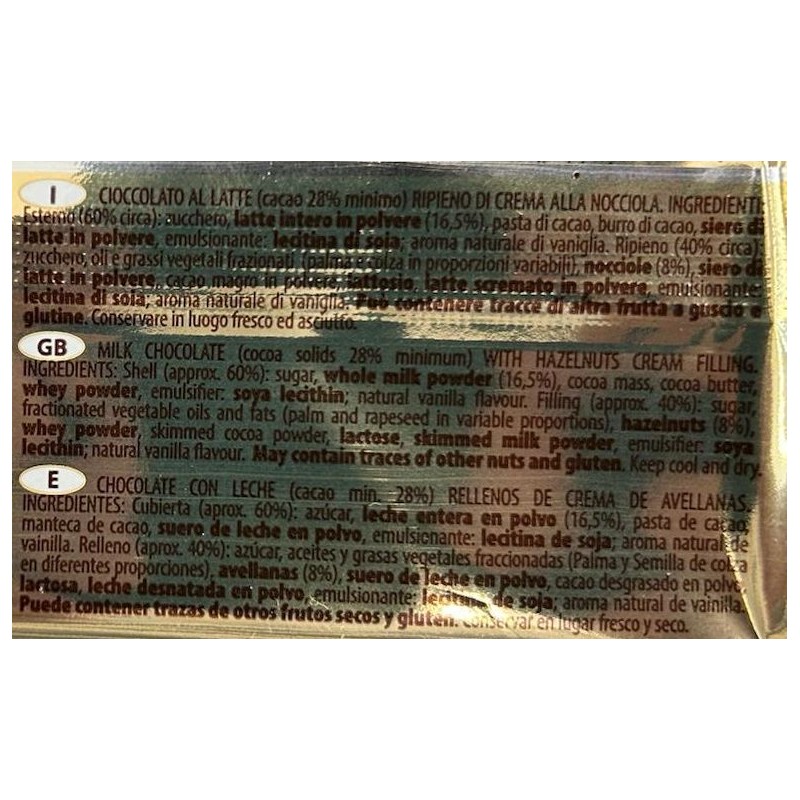 I CIOCCOLATO AL LATTE (cacao 28% minimo) RIPIENO DI CREMA ALLA NOCCIOLA. INGREDIENTI:
Esterno (60% circa): zucchero, latte intero in polvere (16,5%), pasta di cacao, burro di cacao, siero di
latte in polvere, emulsionante: lecitina di soia; aroma naturale di vaniglia. Ripieno (40% circa):
zucchero, oli e grassi vegetali frazionati (palma e colza in proporzioni variabili), nocciole (8%), siero di
latte in polvere, cacao magro in polvere, lattosio, latte scremato in polvere, emulsionante:
lecitina di soia; aroma naturale di vaniglia. Può contenere tracce di altra frutta a guscio e
glutine. Conservare in luogo fresco ed asciutto.
GB MILK CHOCOLATE (cocoa solids 28% minimum) WITH HAZELNUTS CREAM FILLING.
INGREDIENTS: Shell (approx. 60%): sugar, whole milk powder (16,5%), cocoa mass, cocoa butter,
whey powder, emulsifier: soya lecithin; natural vanilla flavour. Filling (approx. 40%): sugar,
fractionated vegetable oils and fats (palm and rapeseed in variable proportions), hazelnuts (8%),
whey powder, skimmed cocoa powder, lactose, skimmed milk powder, emulsifier: soya
lecithin; natural vanilla flavour. May contain traces of other nuts and gluten. Keep cool and dry.
E CHOCOLATE CON LECHE (cacao min. 28%) RELLENOS DE CREMA DE AVELLANAS.
INGREDIENTES: Cubierta (aprox. 60%): azúcar, leche entera en polvo (16,5%), pasta de cacao,
manteca de cacao, suero de leche en polvo, emulsionante: lecitina de soja; aroma natural de
vainilla. Relleno (aprox. 40%): azúcar, aceites y grasas vegetales fraccionadas (Palma y Semilla de colza
en diferentes proporciones), avellanas (8%), suero de leche en polvo, cacao desgrasado en polvo,
lactosa, leche desnatada en polvo, emulsionante: lecitina de soja; aroma natural de vainilla.
Puede contener trazas de otros frutos secos y gluten. Conservar en lugar fresco y seco.